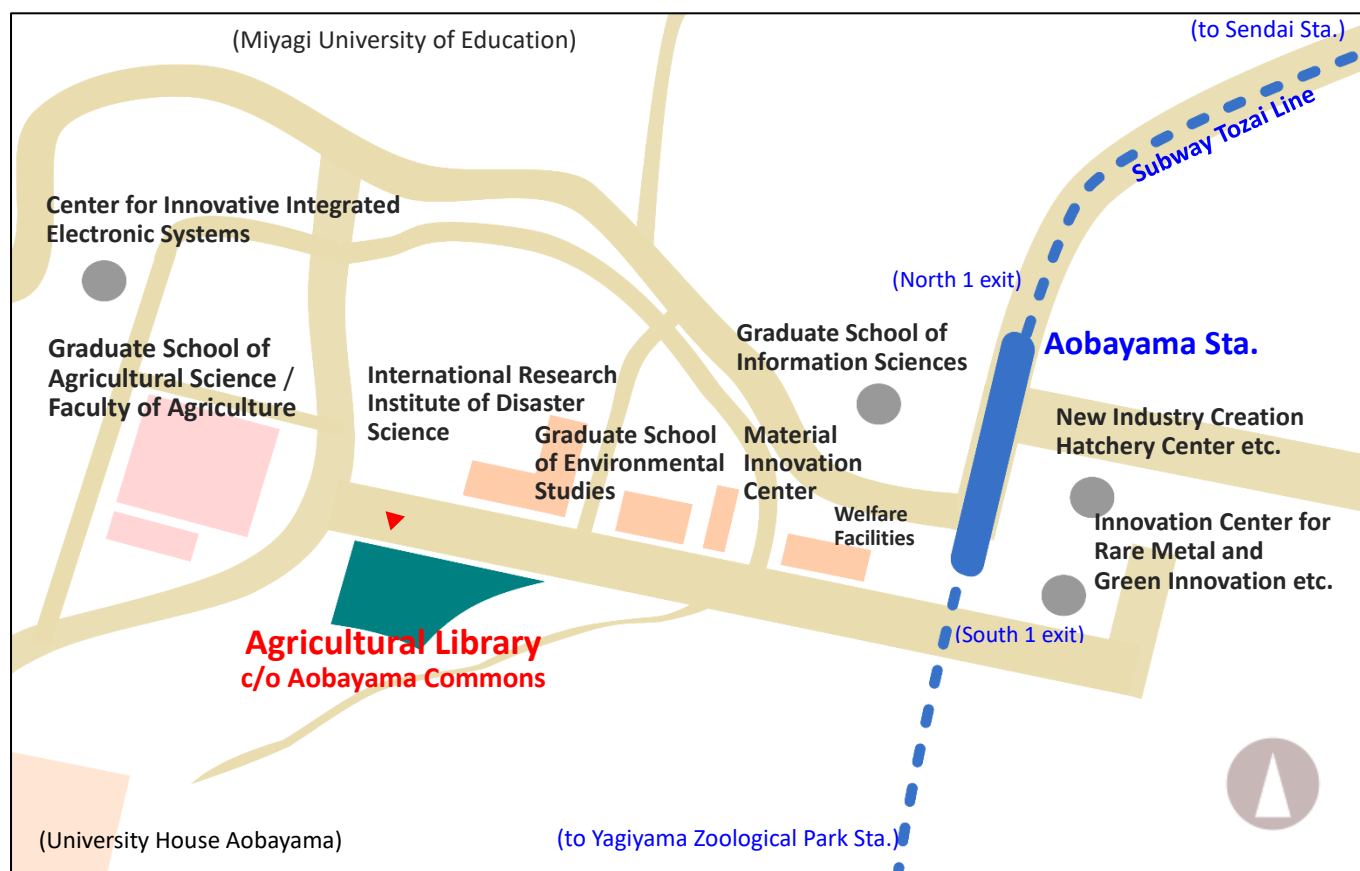 (to Sendai Sta.)
(Miyagi University of Education)
Subway Tozai Line
Center for Innovative Integrated
Electronic Systems
(North 1 exit)
Graduate School of
Information Sciences
Aobayama Sta.
Graduate School of
Agricultural Science /
Faculty of Agriculture
International Research
Institute of Disaster
Science
Graduate School
of Environmental
Studies
Material
Innovation
Center
New Industry Creation
Hatchery Center etc.
Welfare
Facilities
Innovation Center for
Rare Metal and
Green Innovation etc.
(South 1 exit)
Agricultural Library
c/o Aobayama Commons
(University House Aobayama)
(to Yagiyama Zoological Park Sta.)